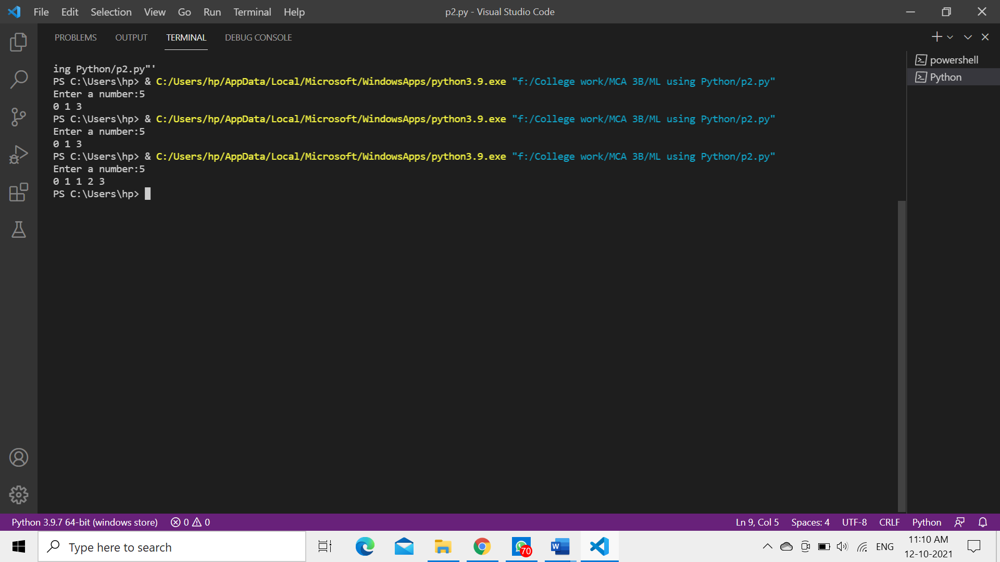 File Edit Selection View Go Run Terminal Help p2.py - Visual Studio Code
PROBLEMS OUTPUT TERMINAL DEBUG CONSOLE
powershell
Python
ing Python/p2.py"'
PS C:\Users\hp> & C:/Users/hp/AppData/Local/Microsoft/WindowsApps/python3.9.exe "f:/College work/MCA 3B/ML using Python/p2.py"
Enter a number:5
0 1 3
PS C:\Users\hp> & C:/Users/hp/AppData/Local/Microsoft/WindowsApps/python3.9.exe "f:/College work/MCA 3B/ML using Python/p2.py"
Enter a number:5
0 1 3
PS C:\Users\hp> & C:/Users/hp/AppData/Local/Microsoft/WindowsApps/python3.9.exe "f:/College work/MCA 3B/ML using Python/p2.py"
Enter a number:5
0 1 1 2 3
PS C:\Users\hp>
Python 3.9.7 64-bit (windows store) 0 0 Ln 9, Col 5 Spaces: 4 UTF-8 CRLF Python
Type here to search 70 W ENG 11:10 AM
12-10-2021